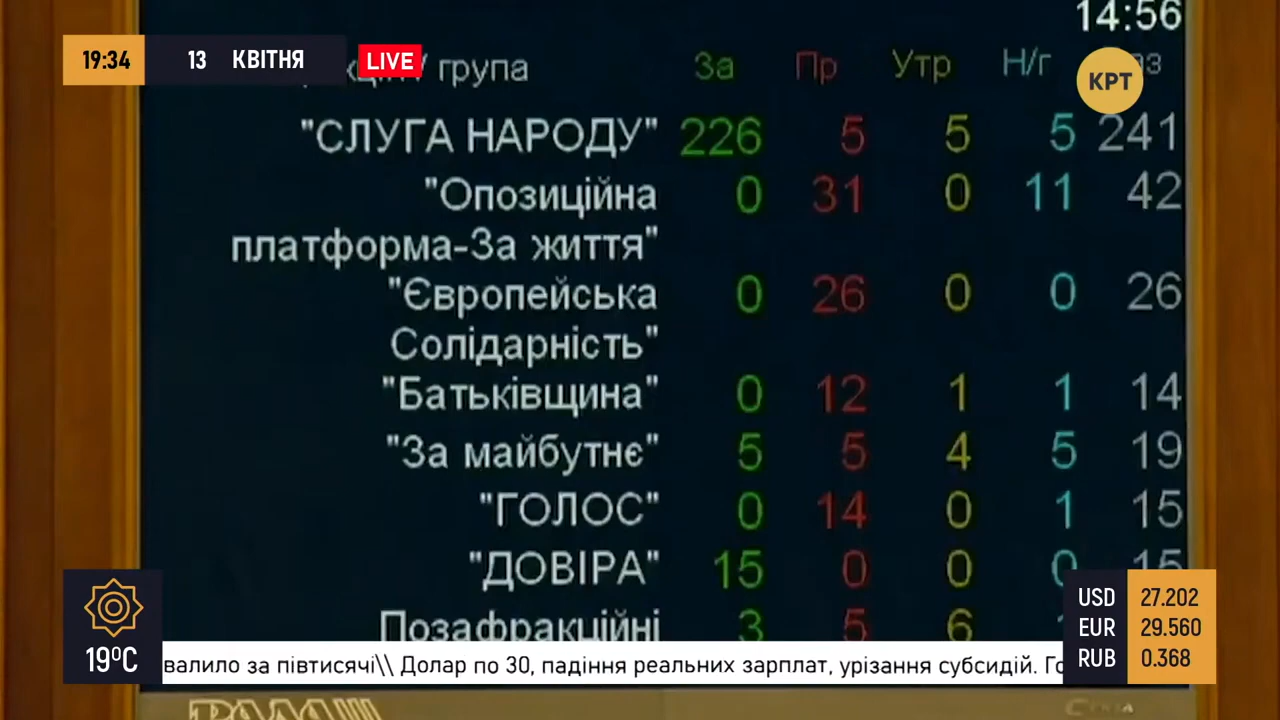 14:56
19:34 13 КВІТНЯ LIVE
група За Пр Утр Н/г
КРТ
"СЛУГА НАРОДУ" 226 5 5 5 241
"Опозиційна 0 31 0 11 42
платформа-За життя"
"Європейська 0 26 0 0 26
Солідарність"
"Батьківщина" 0 12 1 1 14
"За майбутнє" 5 5 4 5 19
"ГОЛОС" 0 14 0 1 15
"ДОВІРА" 15 0 0 0 15
Позафракційні 3 5 6
19°C
USD 27.202
EUR 29.560
RUB 0.368
валило за півтисячі\\ Долар по 30, падіння реальних зарплат, урізання субсидій.
РАДА